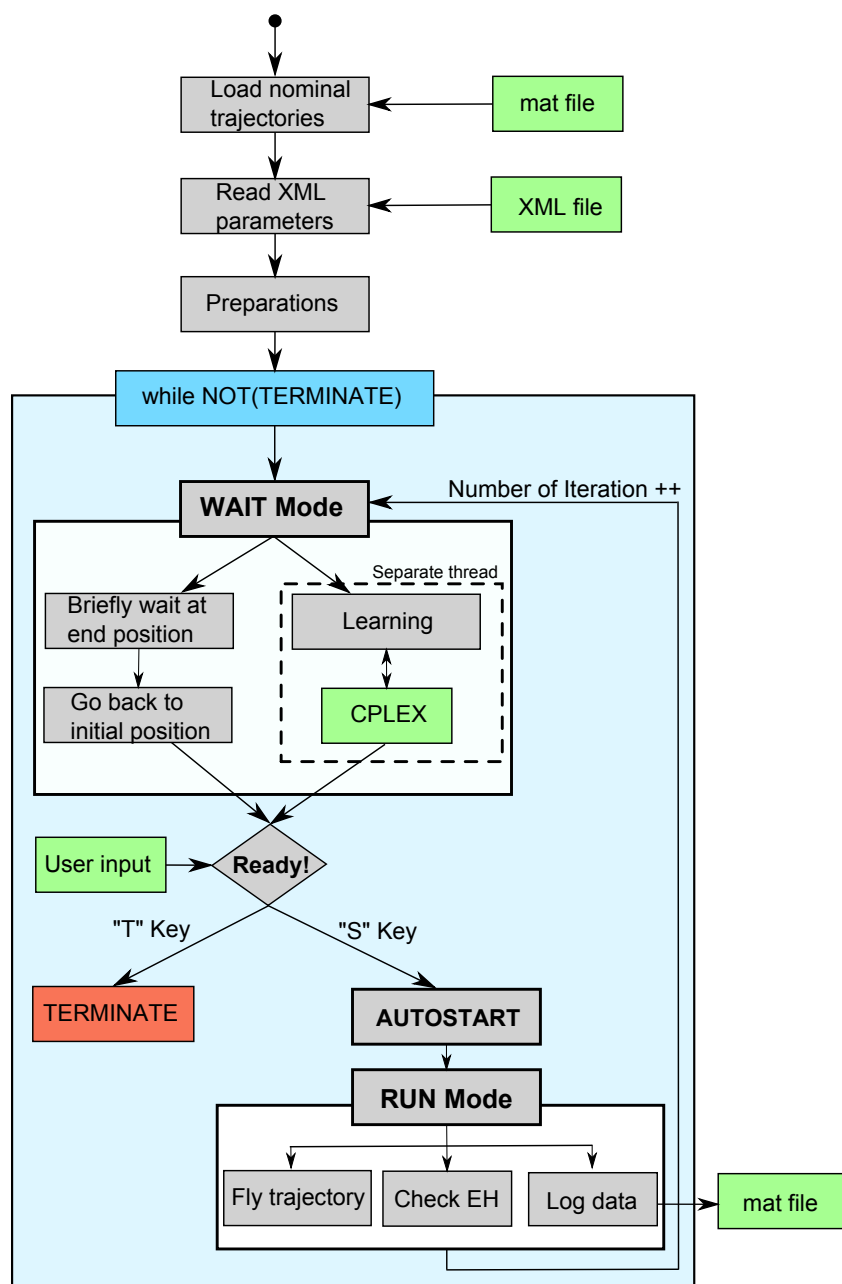 Load nominal
trajectories
mat file
Read XML
parameters
XML file
Preparations
while NOT(TERMINATE)
Number of Iteration ++
WAIT Mode
Separate thread
Briefly wait at
end position
Learning
Go back to
initial position
CPLEX
User input
Ready!
"T" Key
"S" Key
TERMINATE
AUTOSTART
RUN Mode
Fly trajectory
Check EH
Log data
mat file